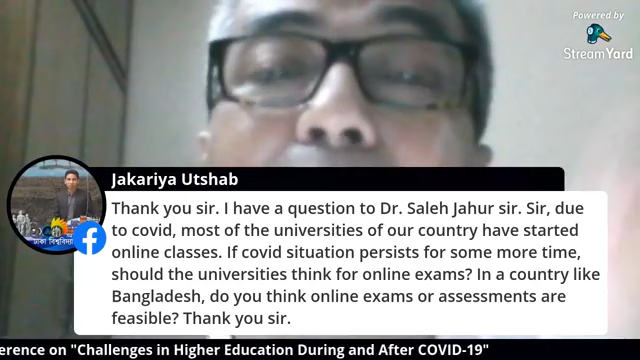 Powered by
StreamYard
Jakariya Utshab
Thank you sir. I have a question to Dr. Saleh Jahur sir. Sir, due
to covid, most of the universities of our country have started
online classes. If covid situation persists for some more time,
should the universities think for online exams? In a country like
Bangladesh, do you think online exams or assessments are
feasible? Thank you sir.
erence on "Challenges in Higher Education During and After COVID-19"